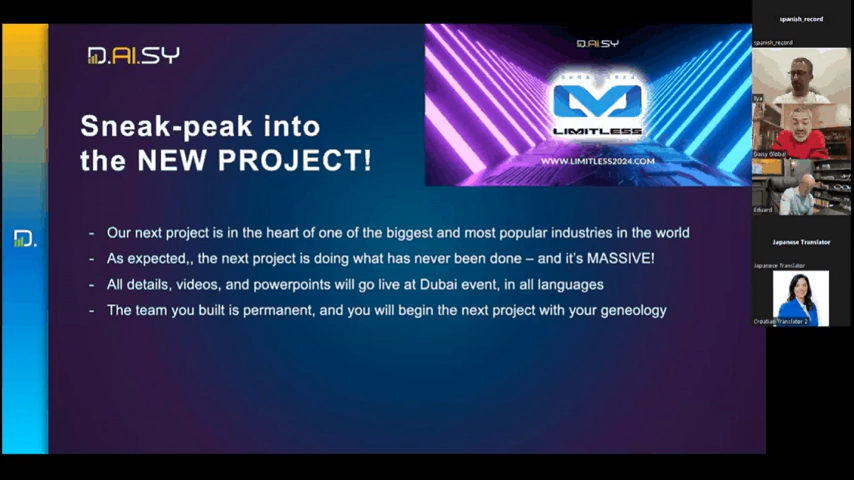 D.AI.SY
Sneak-peak into
the NEW PROJECT!
D.AI.SY
LIMITLESS
WWW.LIMITLESS2024.COM
D.
- Our next project is in the heart of one of the biggest and most popular industries in the world
- As expected,, the next project is doing what has never been done – and it's MASSIVE!
- All details, videos, and powerpoints will go live at Dubai event, in all languages
- The team you built is permanent, and you will begin the next project with your geneology
spanish_record
spanish_record
Ilya
Daisy Global
Eduard
Japanese Translator
Japanese Translator
Croatian Translator 2